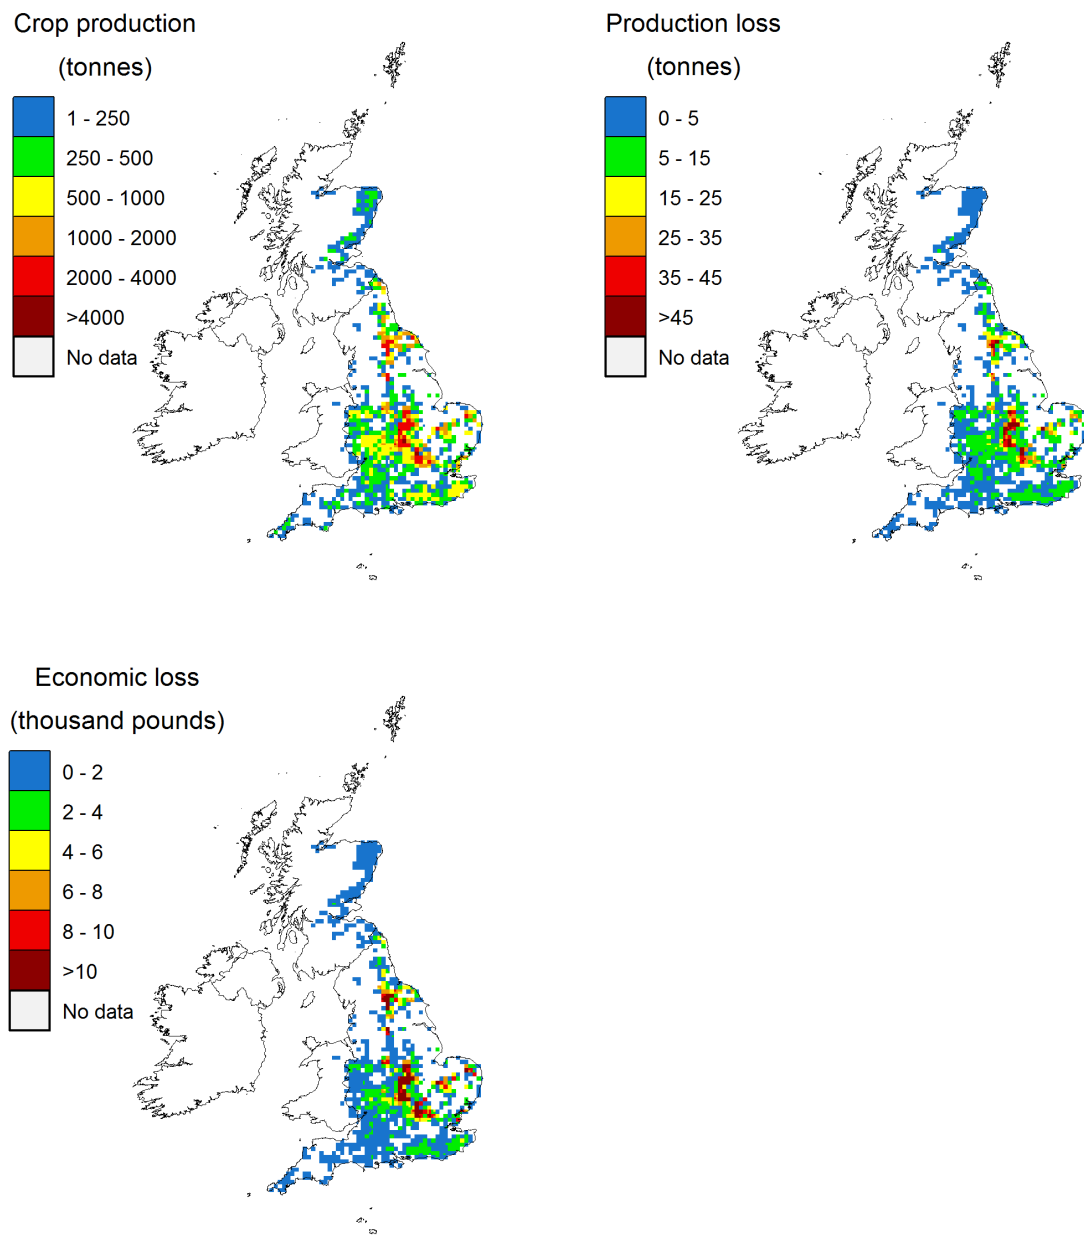 Crop production
(tonnes)
1 - 250
250 - 500
500 - 1000
1000 - 2000
2000 - 4000
>4000
No data
Production loss
(tonnes)
0 - 5
5 - 15
15 - 25
25 - 35
35 - 45
>45
No data
Economic loss
(thousand pounds)
0 - 2
2 - 4
4 - 6
6 - 8
8 - 10
>10
No data